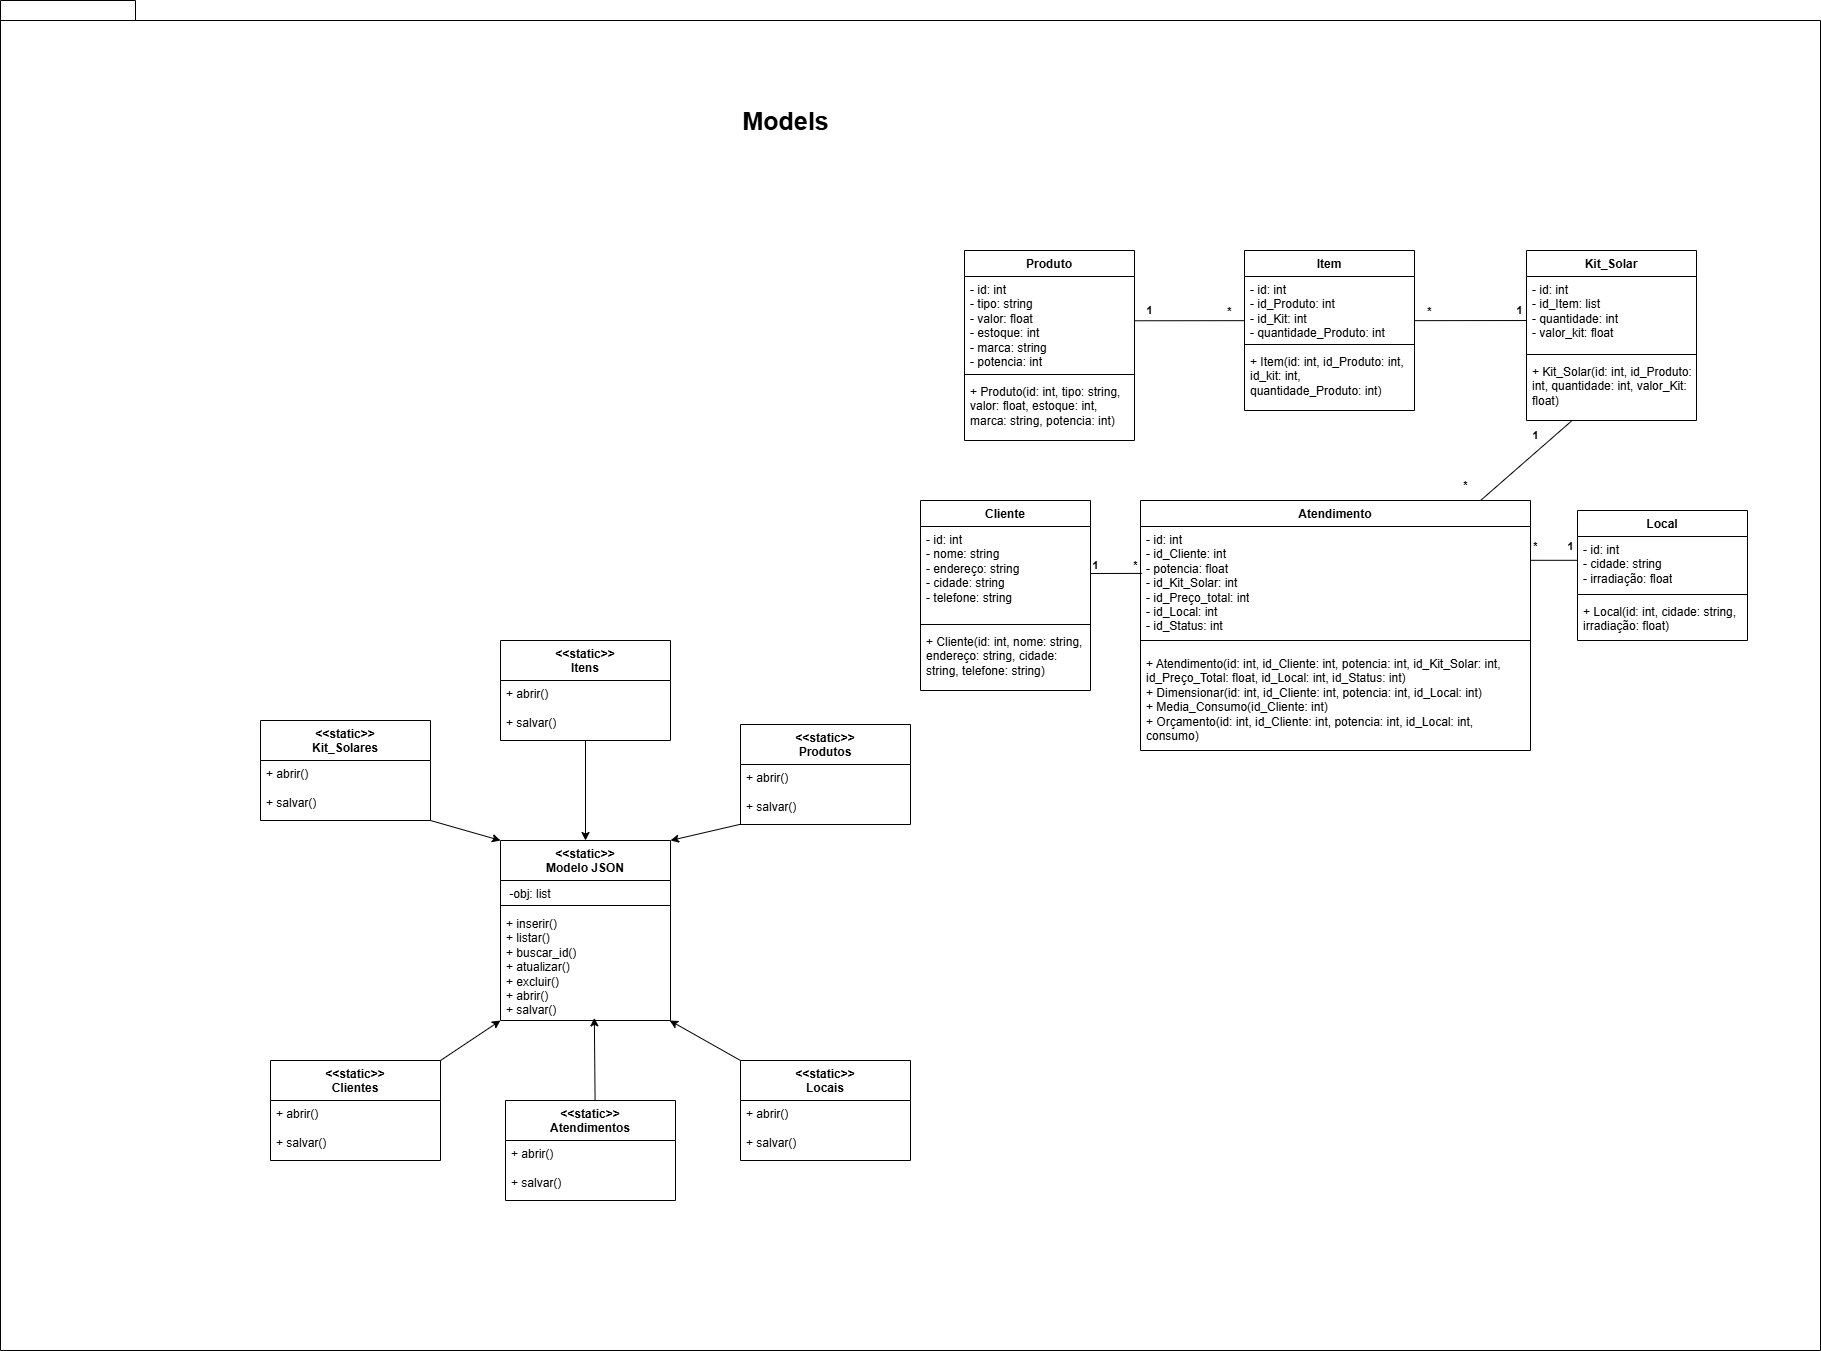 Models
Produto
- id: int
- tipo: string
- valor: float
- estoque: int
- marca: string
- potencia: int
+ Produto(id: int, tipo: string,
valor: float, estoque: int,
marca: string, potencia: int)
1
*
Item
- id: int
- id_Produto: int
- id_Kit: int
- quantidade_Produto: int
+ Item(id: int, id_Produto: int,
id_kit: int,
quantidade_Produto: int)
*
1
Kit_Solar
- id: int
- id_Item: list
- quantidade: int
- valor_kit: float
+ Kit_Solar(id: int, id_Produto:
int, quantidade: int, valor_Kit:
float)
1
*
Cliente
- id: int
- nome: string
- endereço: string
- cidade: string
- telefone: string
+ Cliente(id: int, nome: string,
endereço: string, cidade:
string, telefone: string)
1
*
Atendimento
- id: int
- id_Cliente: int
- potencia: float
- id_Kit_Solar: int
- id_Preço_total: int
- id_Local: int
- id_Status: int
+ Atendimento(id: int, id_Cliente: int, potencia: int, id_Kit_Solar: int,
id_Preço_Total: float, id_Local: int, id_Status: int)
+ Dimensionar(id: int, id_Cliente: int, potencia: int, id_Local: int)
+ Media_Consumo(id_Cliente: int)
+ Orçamento(id: int, id_Cliente: int, potencia: int, id_Local: int,
consumo)
*
1
Local
- id: int
- cidade: string
- irradiação: float
+ Local(id: int, cidade: string,
irradiação: float)
<<static>>
Itens
+ abrir()
+ salvar()
<<static>>
Kit_Solares
+ abrir()
+ salvar()
<<static>>
Produtos
+ abrir()
+ salvar()
<<static>>
Modelo JSON
-obj: list
+ inserir()
+ listar()
+ buscar_id()
+ atualizar()
+ excluir()
+ abrir()
+ salvar()
<<static>>
Clientes
+ abrir()
+ salvar()
<<static>>
Atendimentos
+ abrir()
+ salvar()
<<static>>
Locais
+ abrir()
+ salvar()